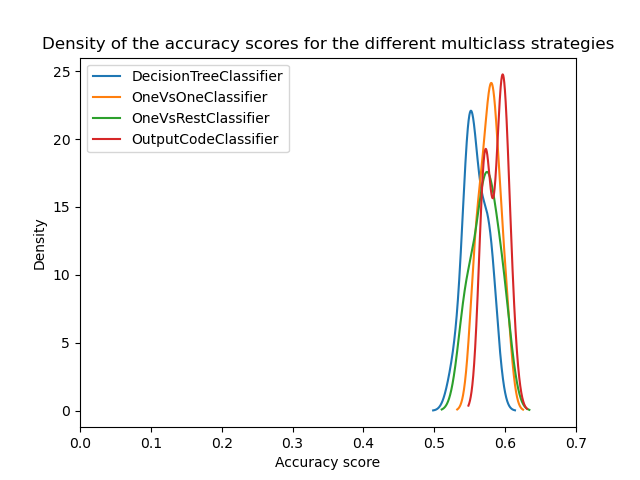 Density of the accuracy scores for the different multiclass strategies
25
20
15
10
5
0
Density
DecisionTreeClassifier
OneVsOneClassifier
OneVsRestClassifier
OutputCodeClassifier
0.0 0.1 0.2 0.3 0.4 0.5 0.6 0.7
Accuracy score